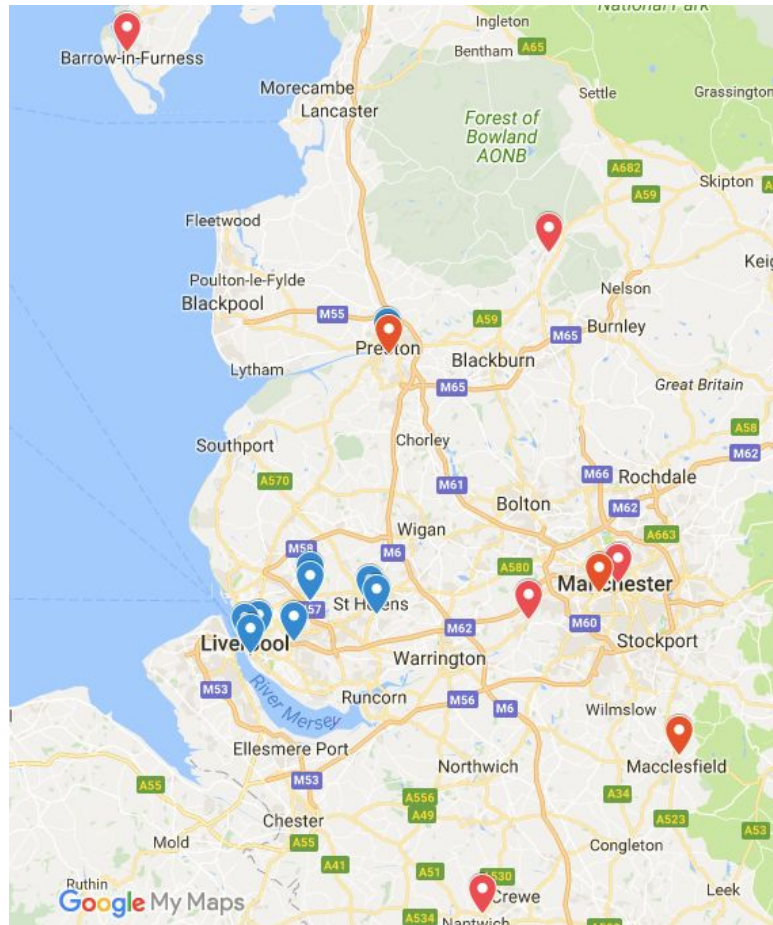 National Park
Ingleton
Barrow-in-Furness
Bentham
A65
Morecambe
Settle
Grassington
Lancaster
Forest of
Bowland
AONB
A682
Skipton
A59
Fleetwood
Poulton-le-Fylde
Blackpool
Nelson
M55
A59
Burnley
Preston
M65
Blackburn
Lytham
M65
Great Britain
Southport
Chorley
A58
M62
A570
M61
M66
Rochdale
Bolton
M62
Wigan
A663
M58
M6
A580
Manchester
St Helens
M57
M60
Liverpool
M62
Stockport
Warrington
M53
River Mersey
Runcorn
M56
M6
Wilmslow
Ellesmere Port
Northwich
Macclesfield
M53
A55
A556
A34
A49
A523
Chester
A53
Mold
A55
Congleton
A41
A51
A530
Ruthin
Crewe
Leek
Google My Maps
A534
Nantwich